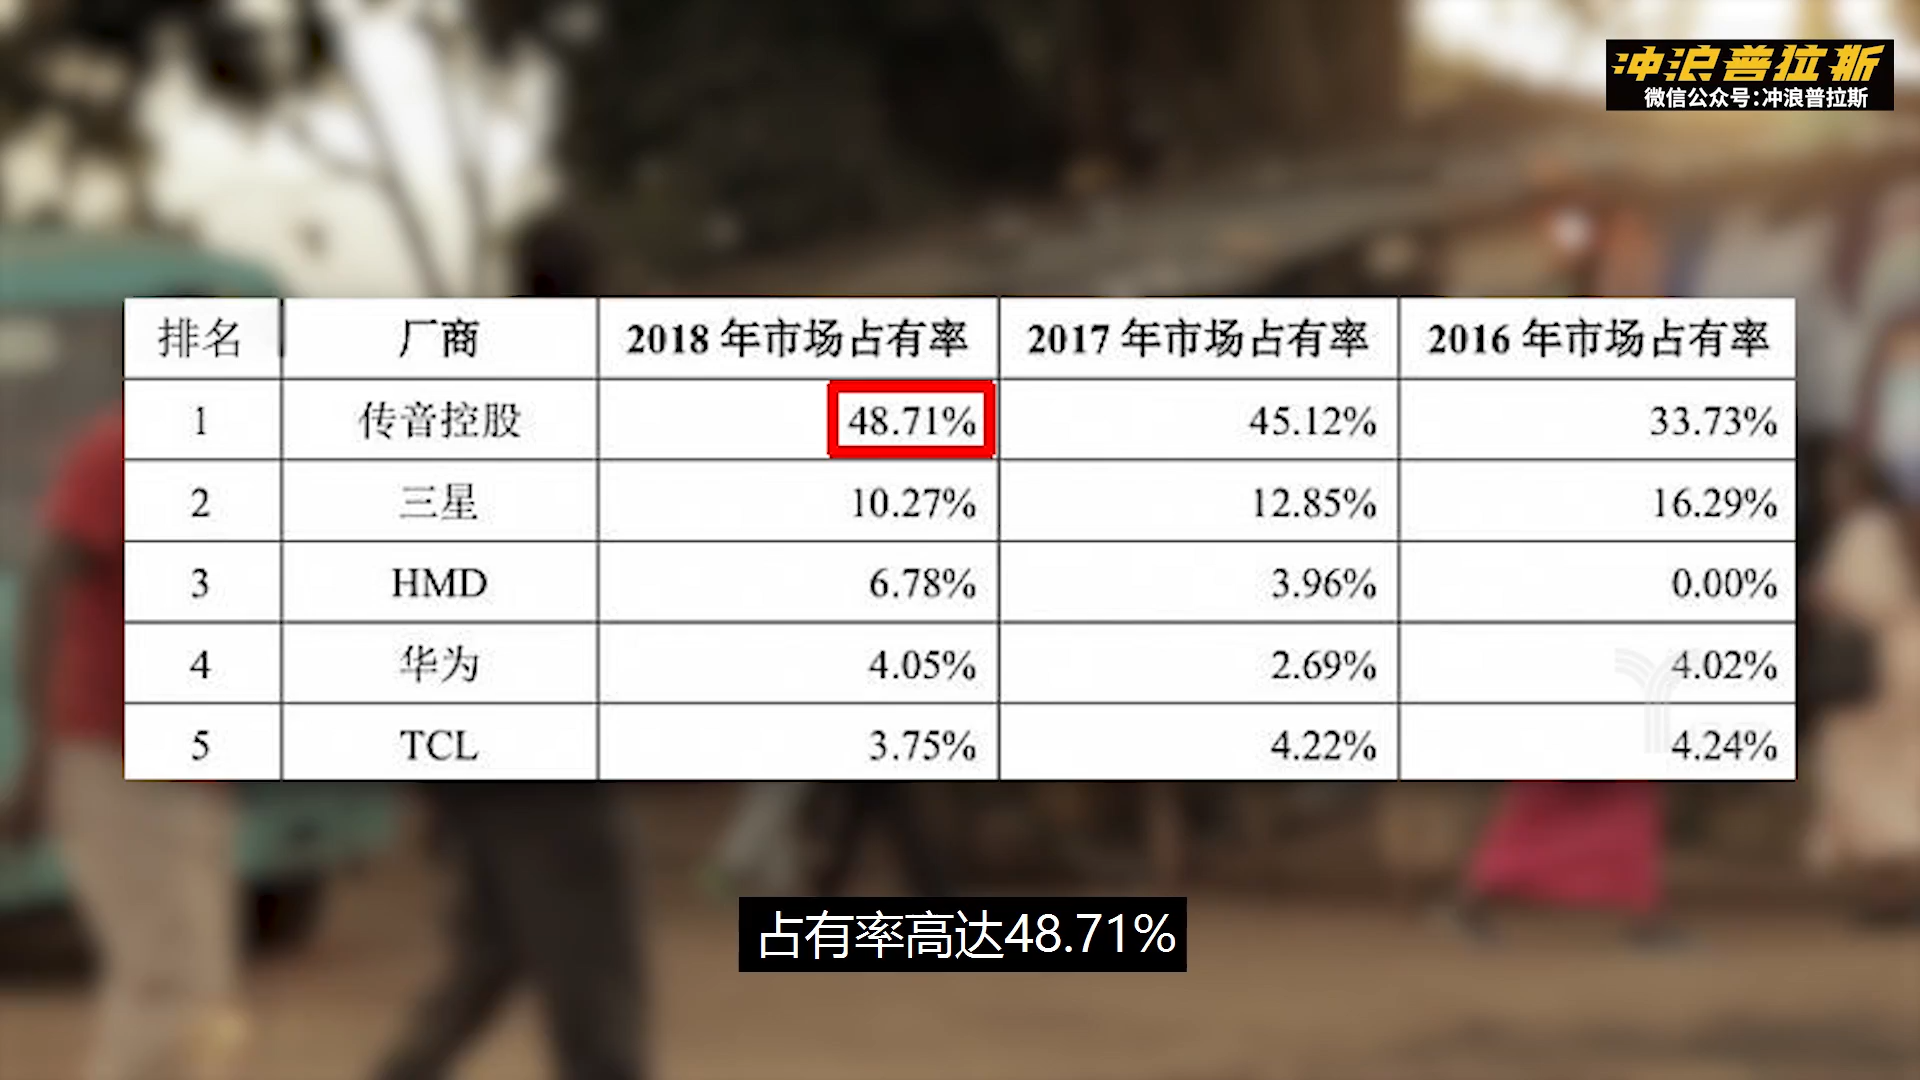 冲浪普拉斯
微信公众号:冲浪普拉斯
排名 厂商 2018 年市场占有率 2017 年市场占有率 2016 年市场占有率
1 传音控股 48.71% 45.12% 33.73%
2 三星 10.27% 12.85% 16.29%
3 HMD 6.78% 3.96% 0.00%
4 华为 4.05% 2.69% 4.02%
5 TCL 3.75% 4.22% 4.24%
占有率高达48.71%